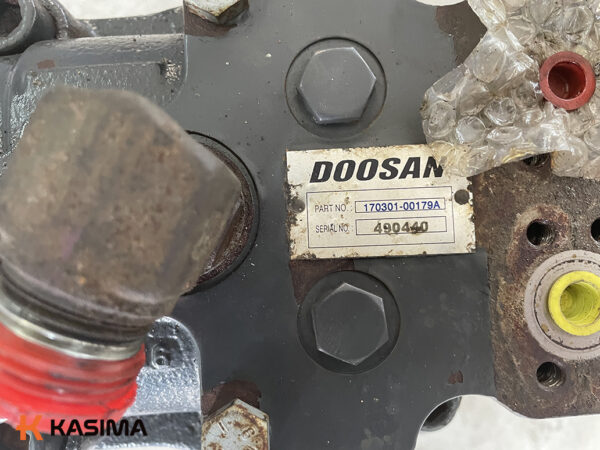 DOOSAN
PART NO. 170301-00179A
SERIAL NO. 490440
KASIMA